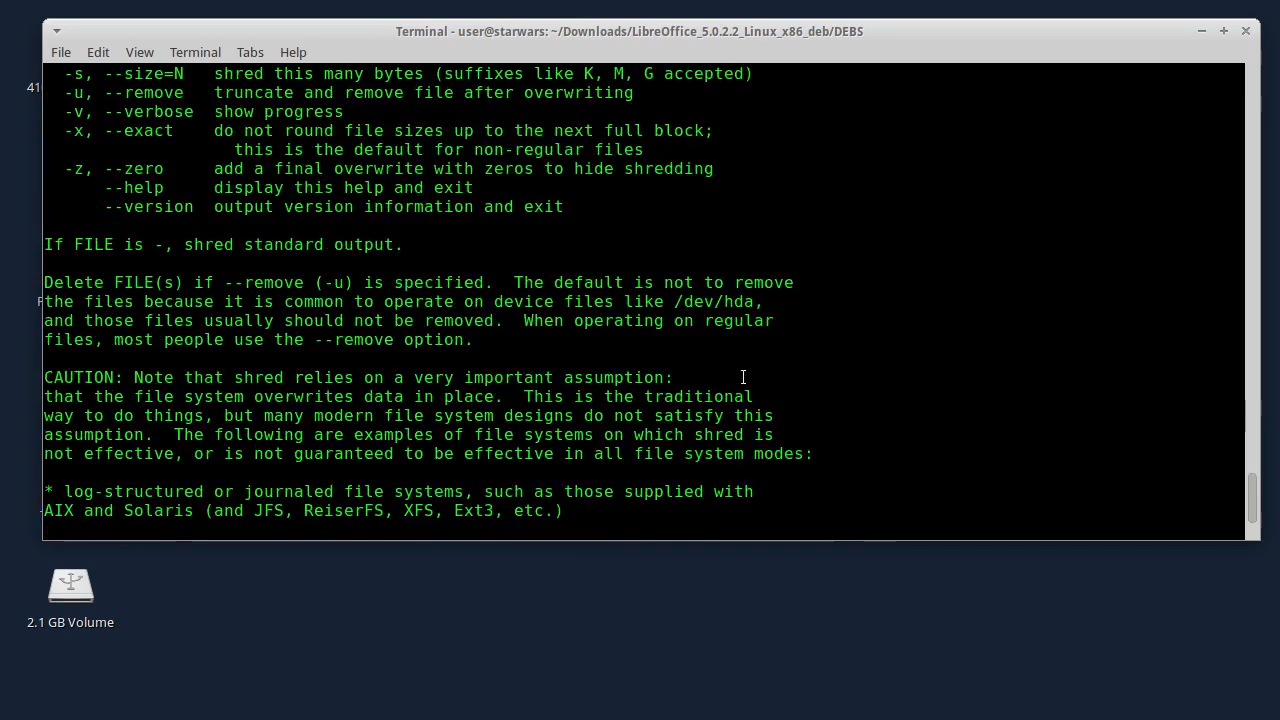 Terminal - user@starwars: ~/Downloads/LibreOffice_5.0.2.2_Linux_x86_deb/DEBS
File Edit View Terminal Tabs Help
-s, --size=N   shred this many bytes (suffixes like K, M, G accepted)
-u, --remove   truncate and remove file after overwriting
-v, --verbose  show progress
-x, --exact    do not round file sizes up to the next full block;
this is the default for non-regular files
-z, --zero     add a final overwrite with zeros to hide shredding
--help     display this help and exit
--version  output version information and exit
If FILE is -, shred standard output.
Delete FILE(s) if --remove (-u) is specified.  The default is not to remove
the files because it is common to operate on device files like /dev/hda,
and those files usually should not be removed.  When operating on regular
files, most people use the --remove option.
CAUTION: Note that shred relies on a very important assumption:
that the file system overwrites data in place.  This is the traditional
way to do things, but many modern file system designs do not satisfy this
assumption.  The following are examples of file systems on which shred is
not effective, or is not guaranteed to be effective in all file system modes:
* log-structured or journaled file systems, such as those supplied with
AIX and Solaris (and JFS, ReiserFS, XFS, Ext3, etc.)
2.1 GB Volume